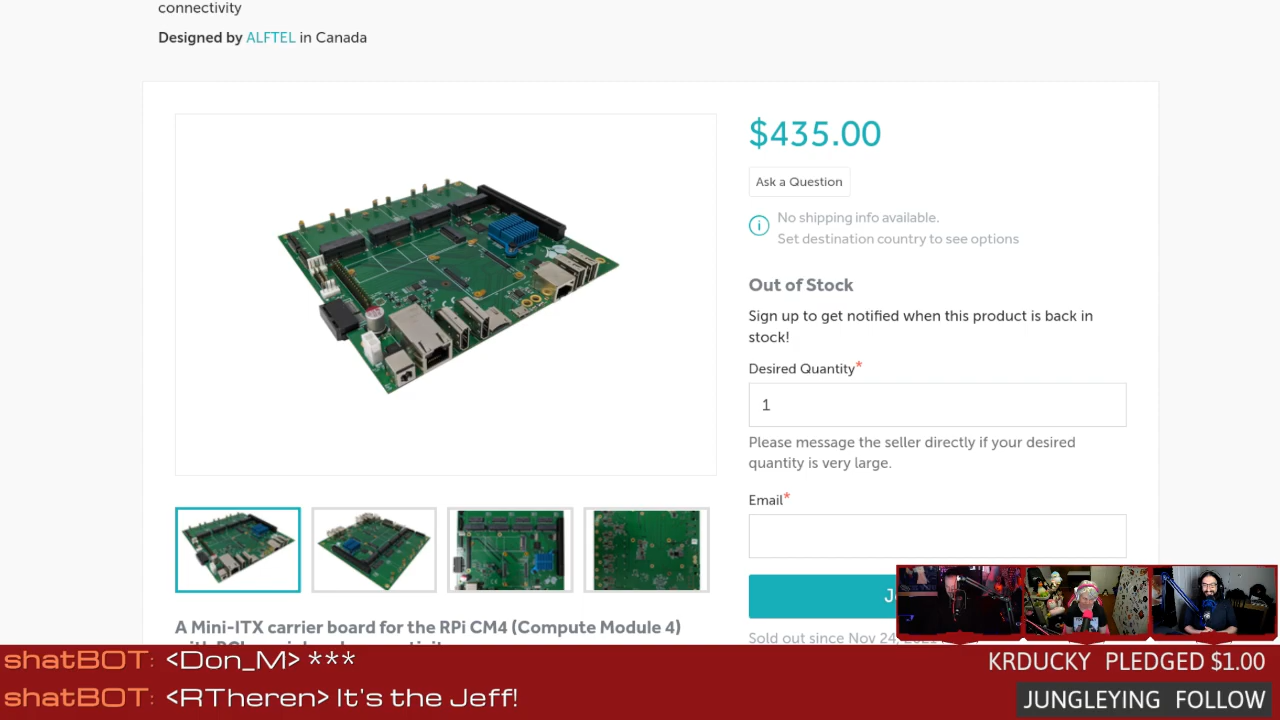 connectivity
Designed by ALFTEL in Canada
$435.00
Ask a Question
No shipping info available.
Set destination country to see options
Out of Stock
Sign up to get notified when this product is back in
stock!
Desired Quantity*
1
Please message the seller directly if your desired
quantity is very large.
Email*
Sold out since Nov 24,
A Mini-ITX carrier board for the RPi CM4 (Compute Module 4)
shatBOT: <Don_M> ***
shatBOT: <RTheren> It's the Jeff!
KRDUCKY PLEDGED $1.00
JUNGLEYING FOLLOW